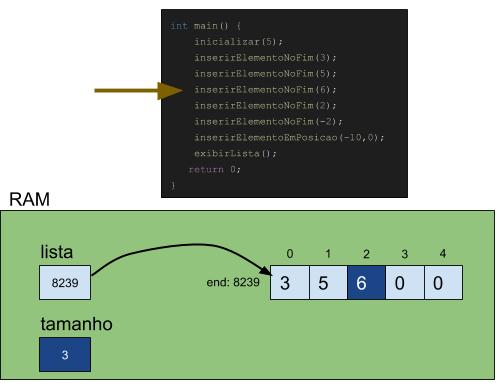 int main() {
inicializar(5);
inserirElementoNoFim(3);
inserirElementoNoFim(5);
inserirElementoNoFim(6);
inserirElementoNoFim(2);
inserirElementoNoFim(-2);
inserirElementoEmPosicao(-10,0);
exibirLista();
return 0;
}
RAM
lista
0 1 2 3 4
8239
end: 8239
3 5 6 0 0
tamanho
3